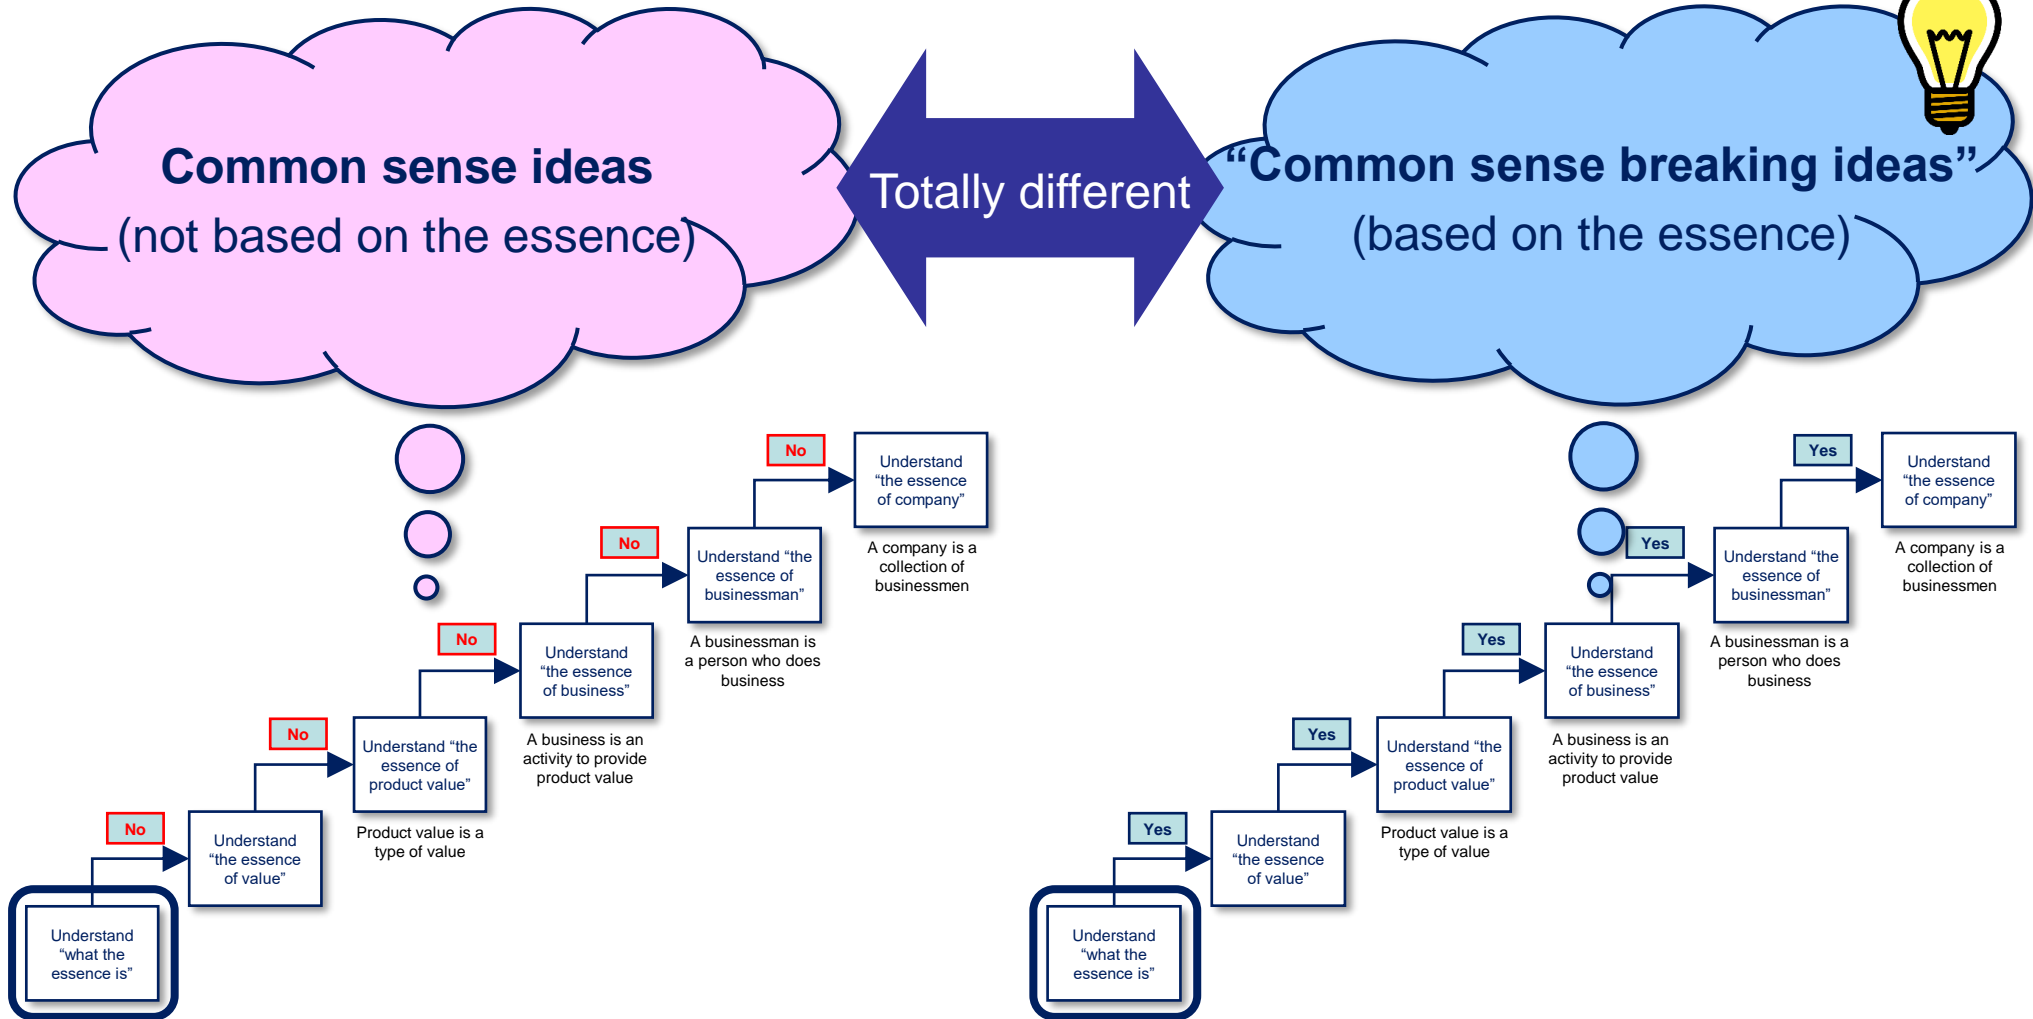 Common sense ideas
(not based on the essence)
Totally different
“Common sense breaking ideas”
(based on the essence)
No
Understand
“the essence
of company”
A company is a
collection of
businessmen
No
Understand “the
essence of
businessman”
A businessman is
a person who does
business
No
Understand
“the essence
of business”
A business is an
activity to provide
product value
No
Understand “the
essence of
product value”
Product value is a
type of value
No
Understand
“the essence
of value”
Understand
“what the
essence is”
Yes
Understand
“the essence
of company”
A company is a
collection of
businessmen
Yes
Understand “the
essence of
businessman”
A businessman is a
person who does
business
Yes
Understand
“the essence
of business”
A business is an
activity to provide
product value
Yes
Understand “the
essence of
product value”
Product value is a
type of value
Yes
Understand
“the essence
of value”
Understand
“what the
essence is”